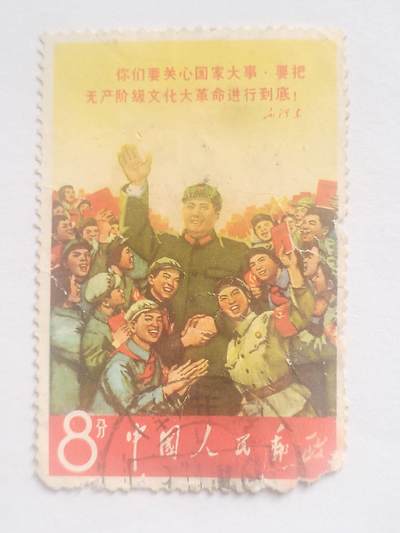 你们要关心国家大事，要把
无产阶级文化大革命进行到底！
毛泽东
8分
中国人民邮政